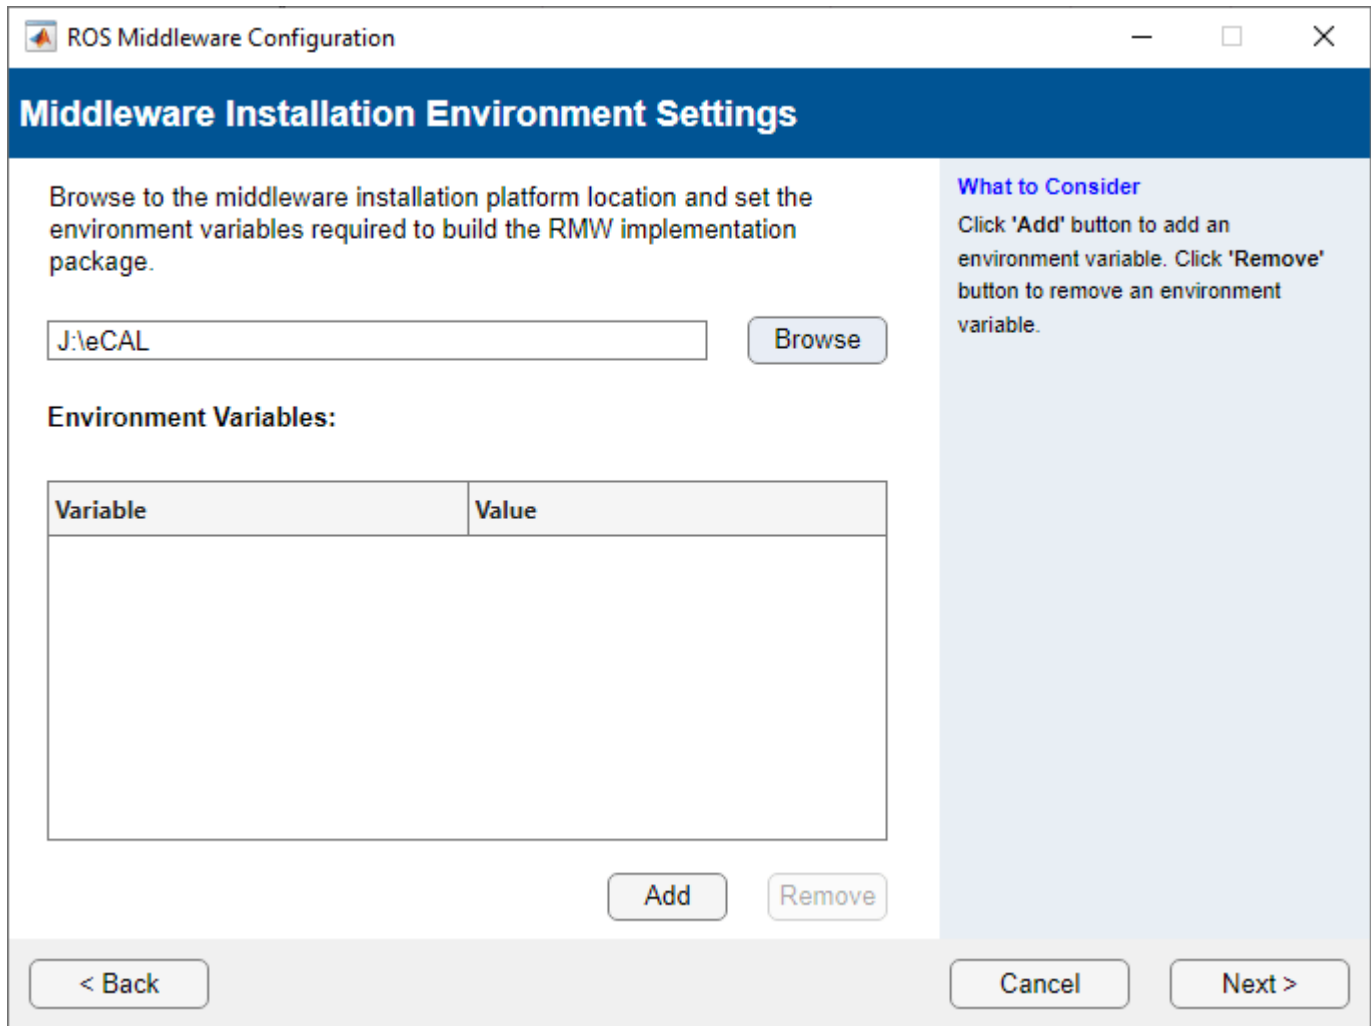 ROS Middleware Configuration
Middleware Installation Environment Settings
Browse to the middleware installation platform location and set the
environment variables required to build the RMW implementation
package.
J:\eCAL
Browse
Environment Variables:
Variable
Value
Add
Remove
What to Consider
Click 'Add' button to add an
environment variable. Click 'Remove'
button to remove an environment
variable.
< Back
Cancel
Next >